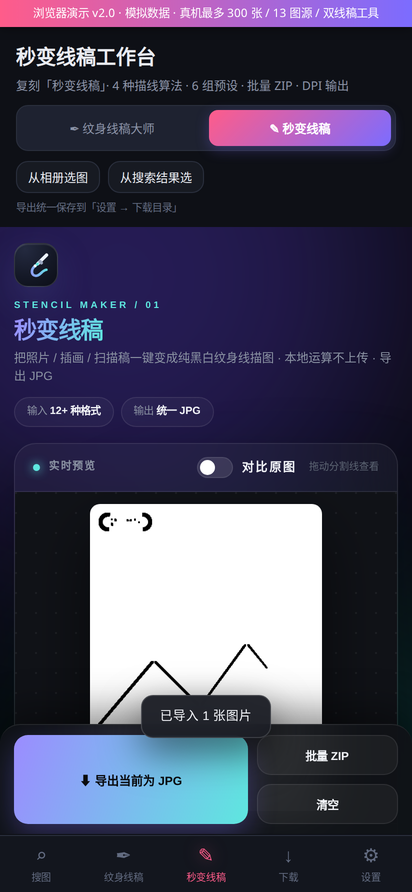 浏览器演示 v2.0 · 模拟数据 · 真机最多 300 张 / 13 图源 / 双线稿工具
秒变线稿工作台
复刻「秒变线稿」· 4 种描线算法 · 6 组预设 · 批量 ZIP · DPI 输出
✒ 纹身线稿大师
✎ 秒变线稿
从相册选图
从搜索结果选
导出统一保存到「设置 → 下载目录」
STENCIL MAKER / 01
秒变线稿
把照片 / 插画 / 扫描稿一键变成纯黑白纹身线描图 · 本地运算不上传 · 导
出 JPG
输入 12+ 种格式
输出 统一 JPG
实时预览
对比原图
拖动分割线查看
已导入 1 张图片
⬇ 导出当前为 JPG
批量 ZIP
清空
搜图
纹身线稿
秒变线稿
下载
设置